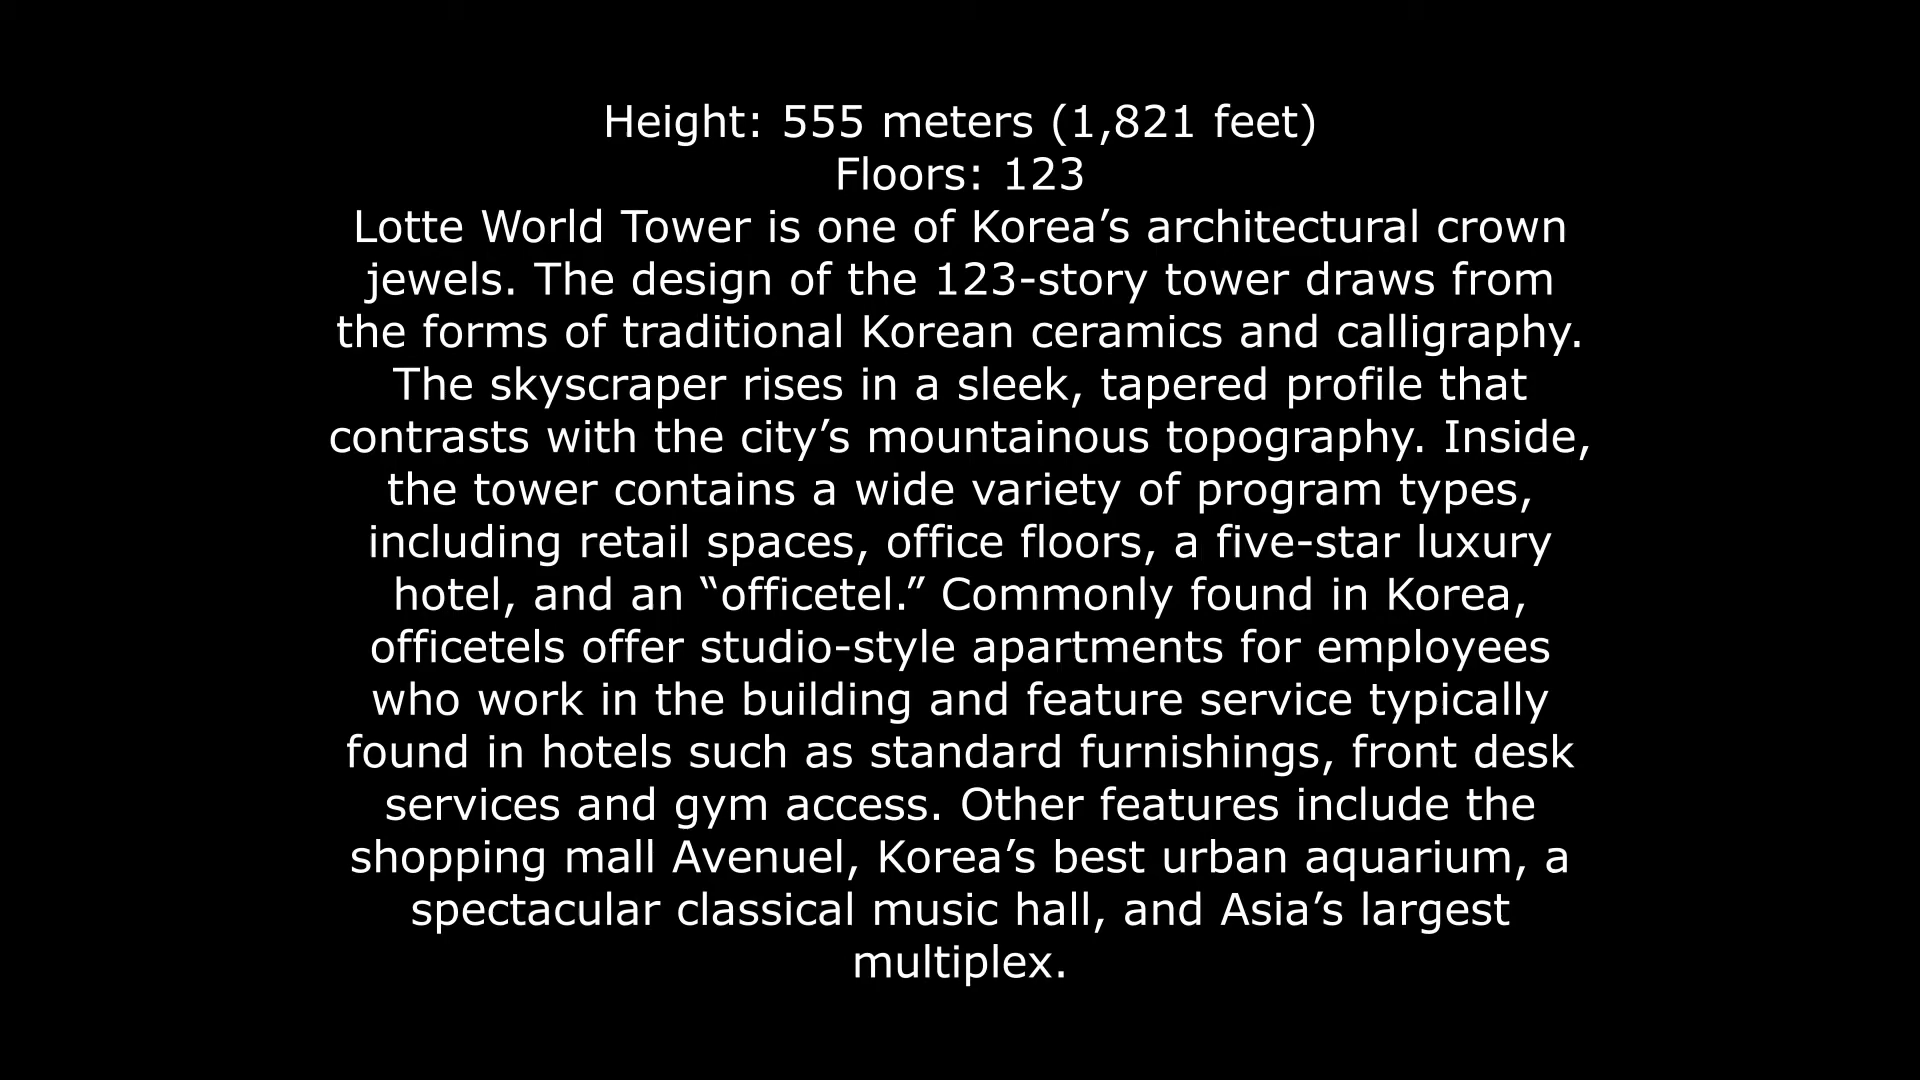 Height: 555 meters (1,821 feet)
Floors: 123
Lotte World Tower is one of Korea’s architectural crown
jewels. The design of the 123-story tower draws from
the forms of traditional Korean ceramics and calligraphy.
The skyscraper rises in a sleek, tapered profile that
contrasts with the city’s mountainous topography. Inside,
the tower contains a wide variety of program types,
including retail spaces, office floors, a five-star luxury
hotel, and an “officetel.” Commonly found in Korea,
officetels offer studio-style apartments for employees
who work in the building and feature service typically
found in hotels such as standard furnishings, front desk
services and gym access. Other features include the
shopping mall Avenuel, Korea’s best urban aquarium, a
spectacular classical music hall, and Asia’s largest
multiplex.